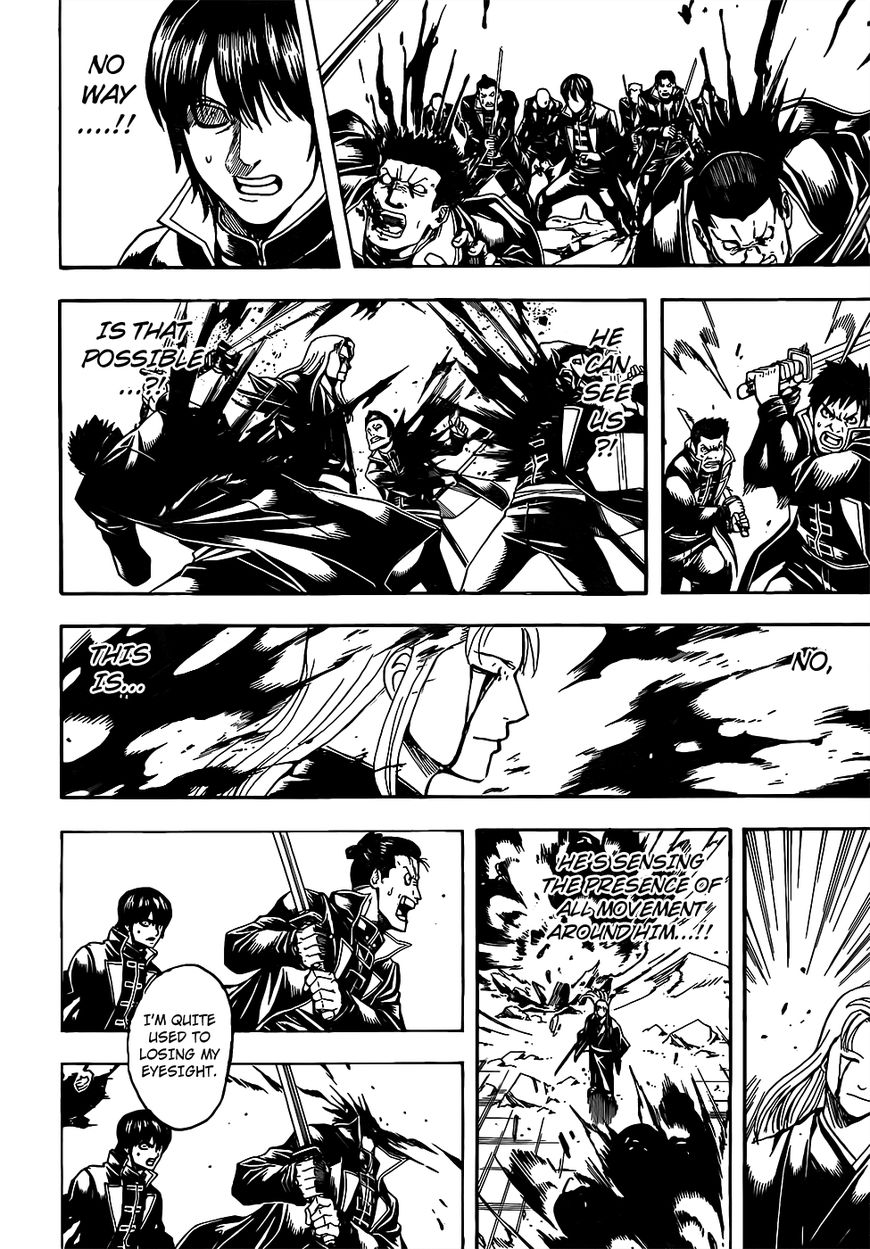 NO
WAY
....!!
HE
CAN
SEE
US
?!
IS THAT
POSSIBLE
...?!
NO,
THIS
IS...
HE'S SENSING
THE PRESENCE OF
ALL MOVEMENT
AROUND HIM...!!
I'M QUITE
USED TO
LOSING MY
EYESIGHT.